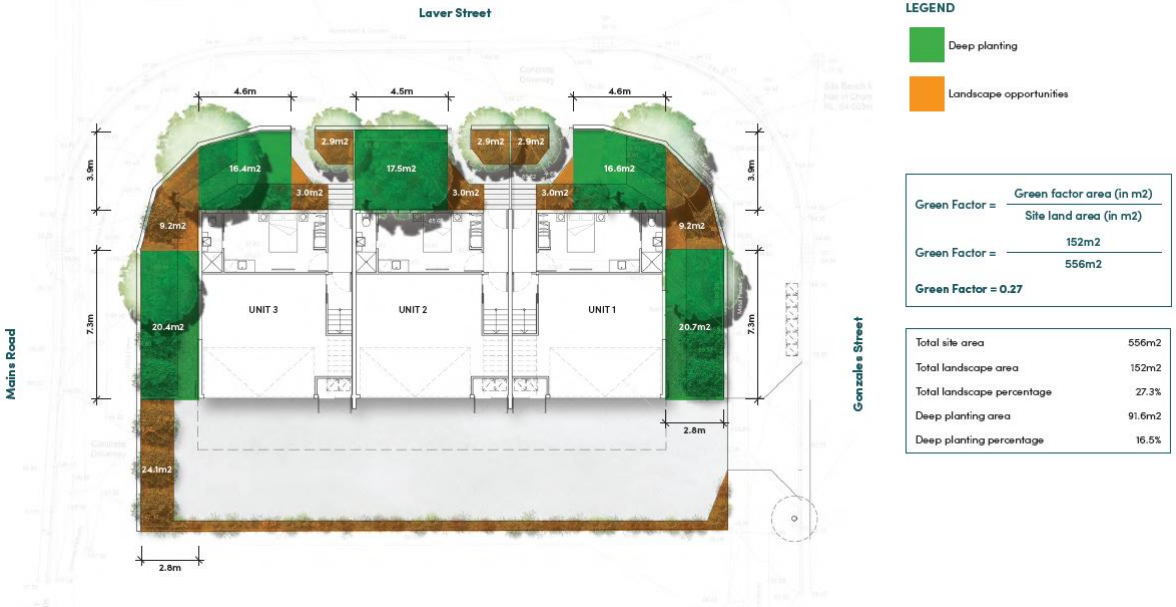 Laver Street
LEGEND
Deep planting
Landscape opportunities
4.6m
4.5m
4.6m
3.9m
3.9m
16.4m2
2.9m2
17.5m2
2.9m2
2.9m2
16.6m2
3.0m2
3.0m2
3.0m2
9.2m2
9.2m2
Green Factor =
Green factor area (in m2)
Site land area (in m2)
Green Factor =
152m2
556m2
Green Factor = 0.27
7.3m
7.3m
20.4m2
UNIT 3
UNIT 2
UNIT 1
20.7m2
Mains Road
Gonzales Street
Total site area 556m2
Total landscape area 152m2
Total landscape percentage 27.3%
Deep planting area 91.6m2
Deep planting percentage 16.5%
2.8m
24.1m2
2.8m
Concrete
Driveway
Concrete
Driveway